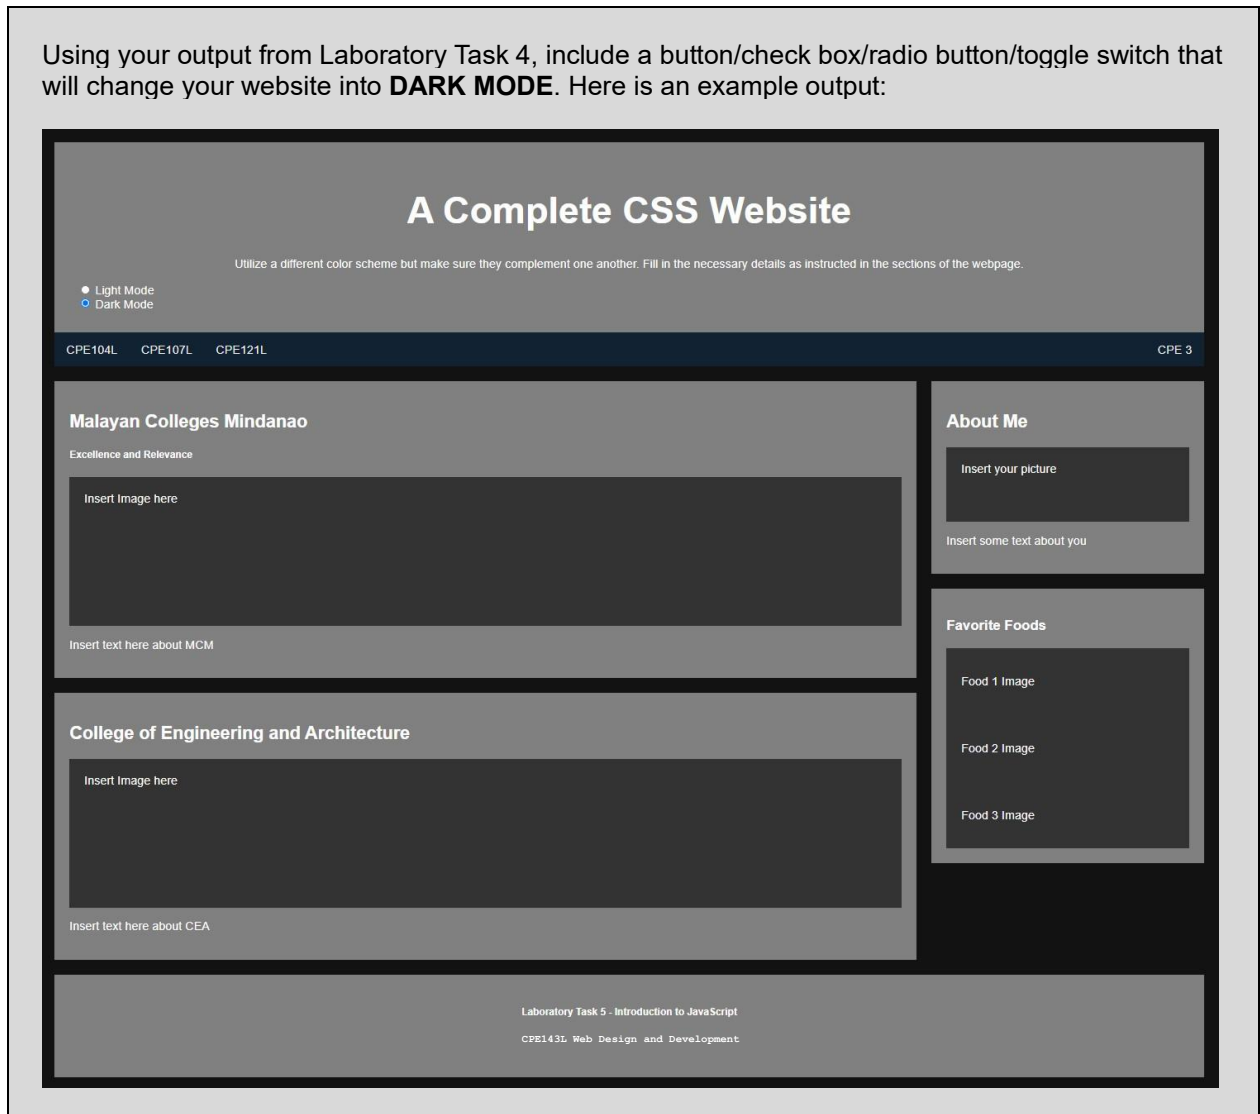 Using your output from Laboratory Task 4, include a button/check box/radio button/toggle switch that
will change your website into DARK MODE. Here is an example output:
A Complete CSS Website
Utilize a different color scheme but make sure they complement one another. Fill in the necessary details as instructed in the sections of the webpage.
Light Mode
Dark Mode
CPE104L CPE107L CPE121L CPE 3
Malayan Colleges Mindanao
Excellence and Relevance
Insert Image here
Insert text here about MCM
College of Engineering and Architecture
Insert Image here
Insert text here about CEA
About Me
Insert your picture
Insert some text about you
Favorite Foods
Food 1 Image
Food 2 Image
Food 3 Image
Laboratory Task 5 - Introduction to JavaScript
CPE143L Web Design and Development